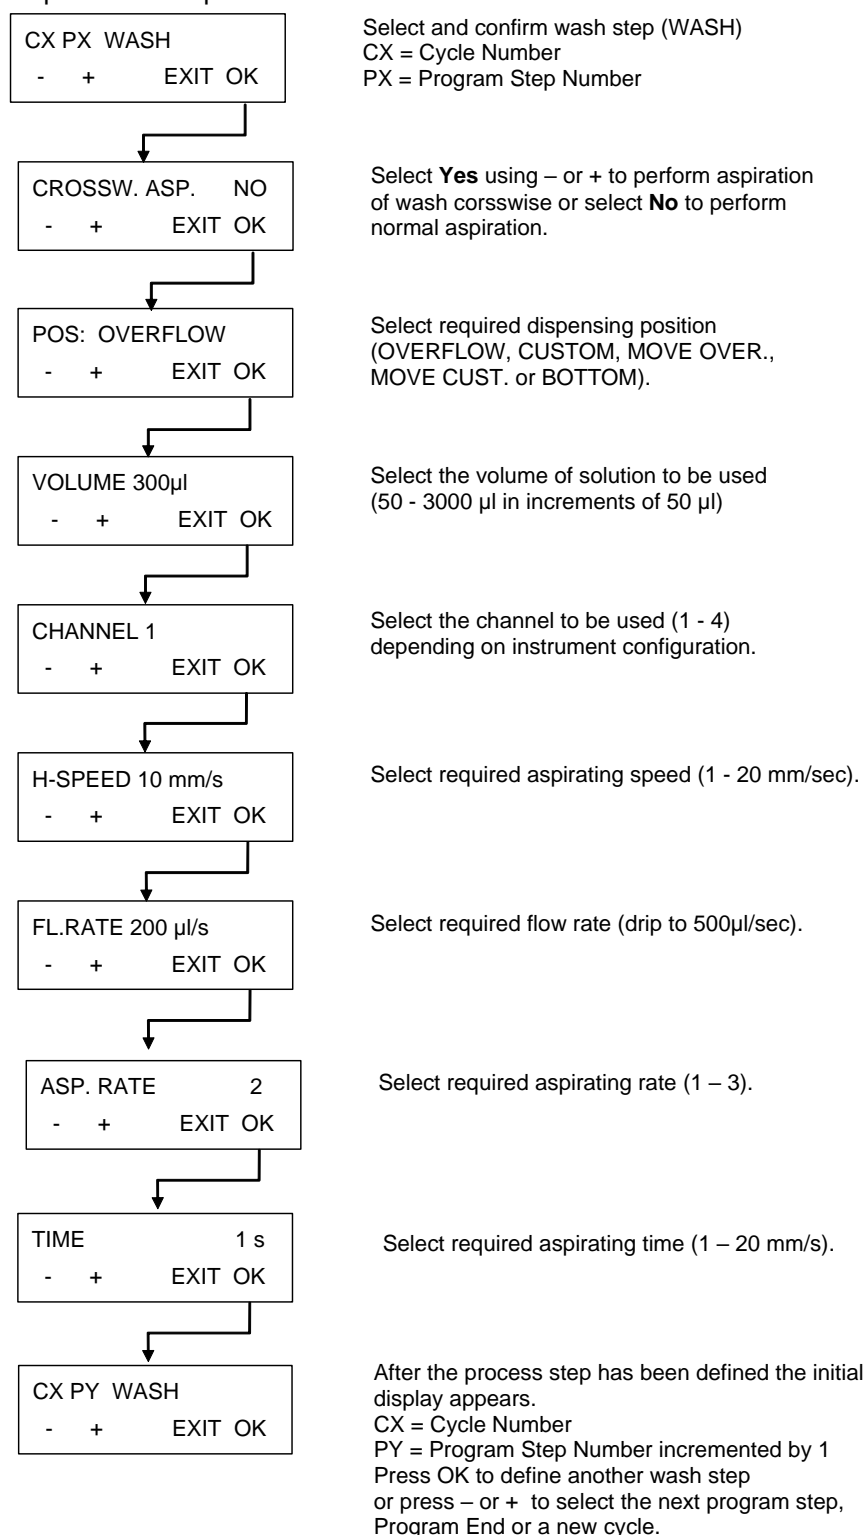 CX PX WASH
- + EXIT OK
Select and confirm wash step (WASH)
CX = Cycle Number
PX = Program Step Number
CROSSW. ASP. NO
- + EXIT OK
Select Yes using – or + to perform aspiration
of wash corsswise or select No to perform
normal aspiration.
POS: OVERFLOW
- + EXIT OK
Select required dispensing position
(OVERFLOW, CUSTOM, MOVE OVER.,
MOVE CUST. or BOTTOM).
VOLUME 300µl
- + EXIT OK
Select the volume of solution to be used
(50 - 3000 µl in increments of 50 µl)
CHANNEL 1
- + EXIT OK
Select the channel to be used (1 - 4)
depending on instrument configuration.
H-SPEED 10 mm/s
- + EXIT OK
Select required aspirating speed (1 - 20 mm/sec).
FL.RATE 200 µl/s
- + EXIT OK
Select required flow rate (drip to 500µl/sec).
ASP. RATE 2
- + EXIT OK
Select required aspirating rate (1 – 3).
TIME 1 s
- + EXIT OK
Select required aspirating time (1 – 20 mm/s).
CX PY WASH
- + EXIT OK
After the process step has been defined the initial
display appears.
CX = Cycle Number
PY = Program Step Number incremented by 1
Press OK to define another wash step
or press – or + to select the next program step,
Program End or a new cycle.